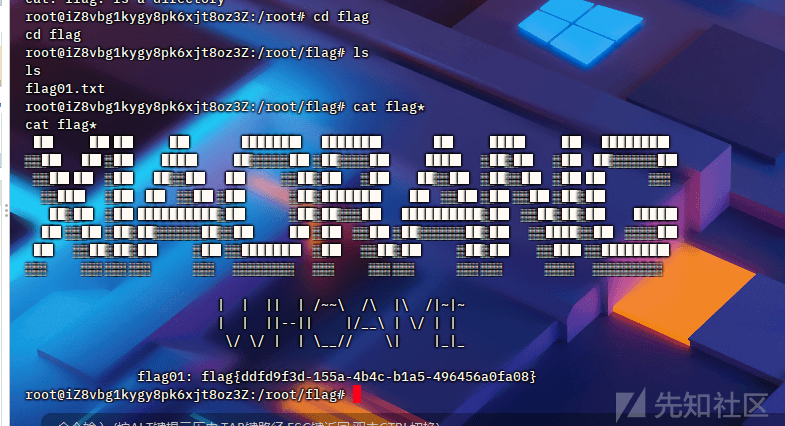 cat: flag: is a directory
root@iZ8vbg1kygy8pk6xjt8oz3Z:/root# cd flag
cd flag
root@iZ8vbg1kygy8pk6xjt8oz3Z:/root/flag# ls
ls
flag01.txt
root@iZ8vbg1kygy8pk6xjt8oz3Z:/root/flag# cat flag*
cat flag*
XIARANG
| | || | /~~\ /\ |\ /|~|~
| | ||--|| |/__\ | \/ | |
\/ \/ | | \__// \| |_|_
flag01: flag{ddfd9f3d-155a-4b4c-b1a5-496456a0fa08}
root@iZ8vbg1kygy8pk6xjt8oz3Z:/root/flag#
先知社区